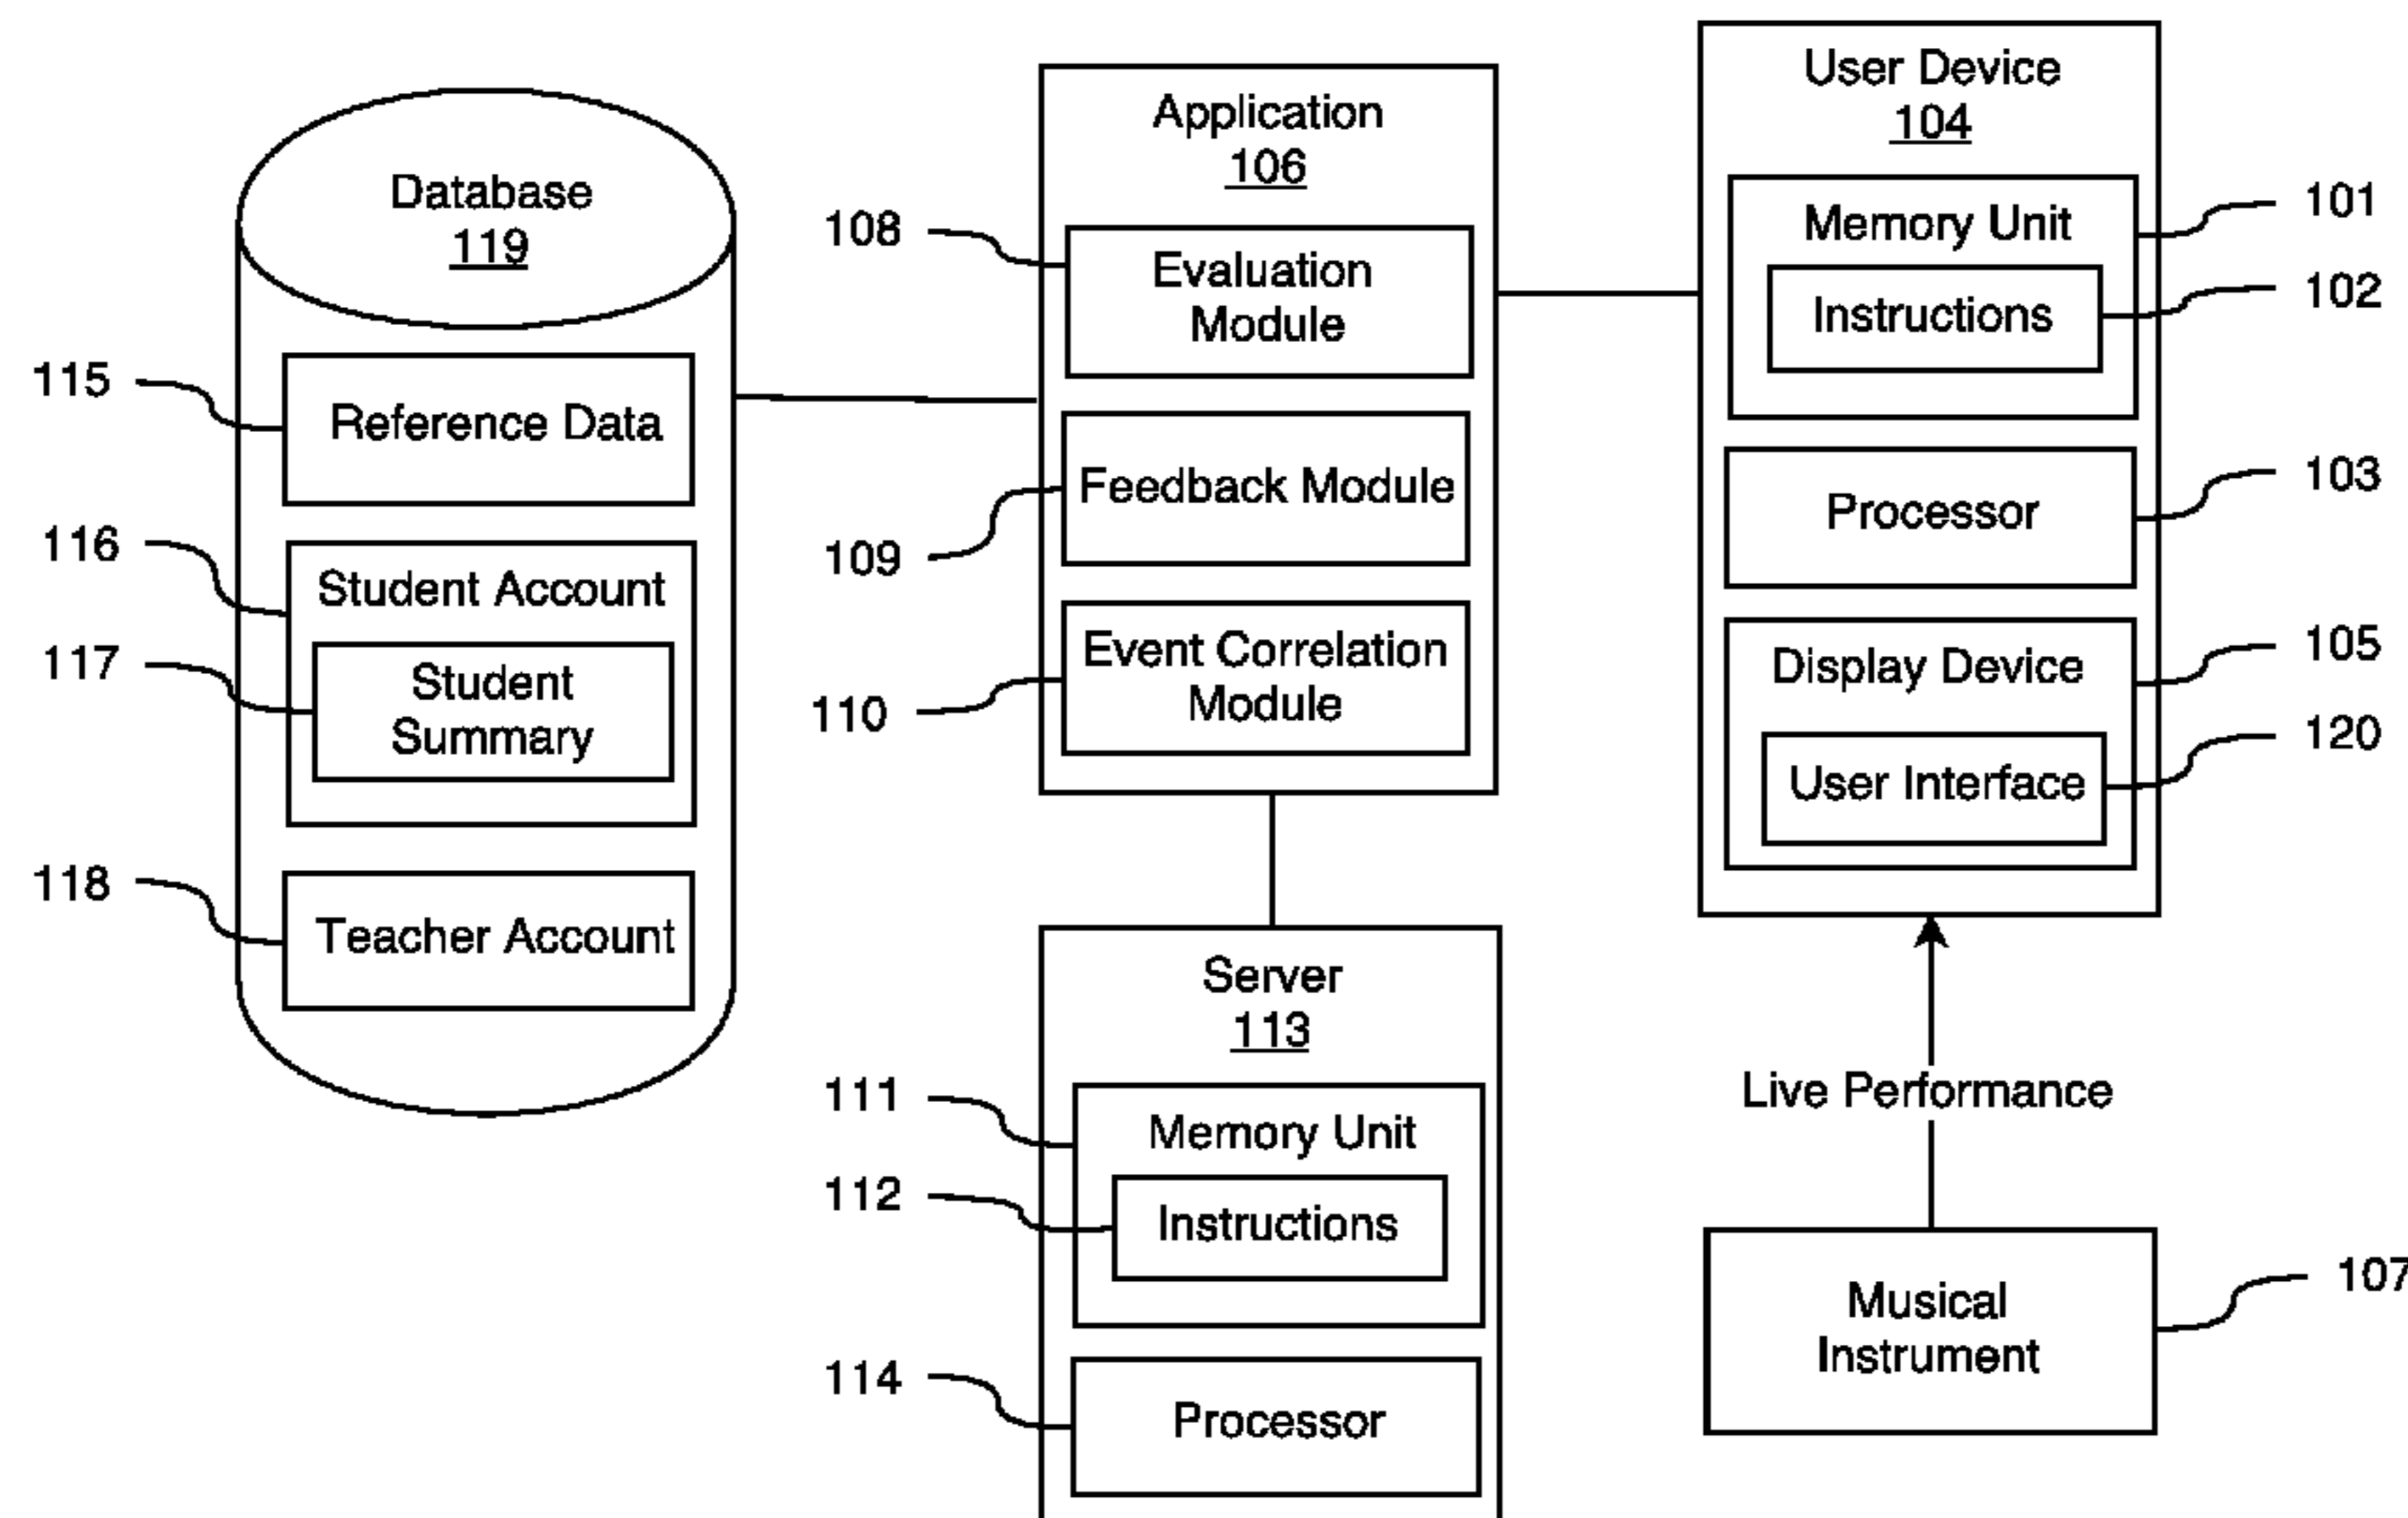 Database
119
115
Reference Data
116
Student Account
117
Student
Summary
118
Teacher Account
Application
106
108
Evaluation
Module
Feedback Module
109
Event Correlation
Module
110
Server
113
111
Memory Unit
112
Instructions
114
Processor
User Device
104
Memory Unit
101
Instructions
102
Processor
103
Display Device
105
User Interface
120
Live Performance
Musical
Instrument
107